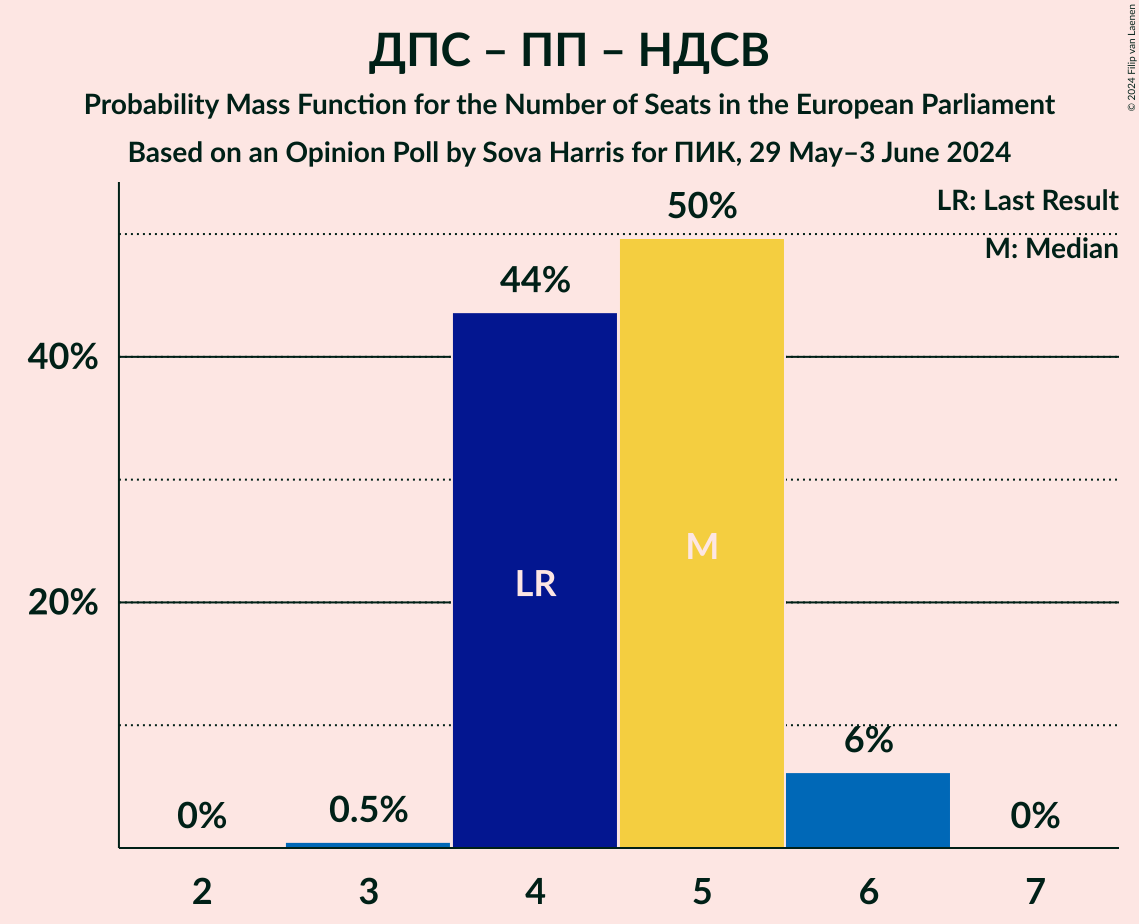 ДПС – ПП – НДСВ
Probability Mass Function for the Number of Seats in the European Parliament
Based on an Opinion Poll by Sova Harris for ПИК, 29 May–3 June 2024
© 2024 Filip van Laenen
LR: Last Result
M: Median
50%
44%
40%
M
LR
20%
6%
0.5%
0%
0%
2 3 4 5 6 7